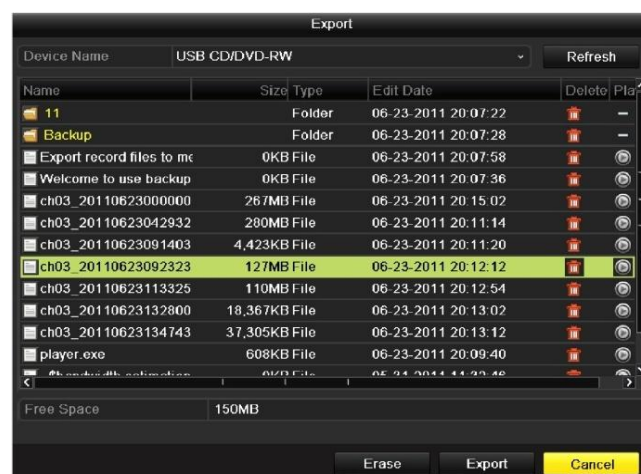 Export
Device Name USB CD/DVD-RW Refresh
Name Size Type Edit Date Delete Pla
11 Folder 06-23-2011 20:07:22 –
Backup Folder 06-23-2011 20:07:28 –
Export record files to me 0KB File 06-23-2011 20:07:58
Welcome to use backup 0KB File 06-23-2011 20:07:36
ch03_20110623000000 267MB File 06-23-2011 20:15:02
ch03_20110623042932 280MB File 06-23-2011 20:11:14
ch03_20110623091403 4,423KB File 06-23-2011 20:11:20
ch03_20110623092323 127MB File 06-23-2011 20:12:12
ch03_20110623113325 110MB File 06-23-2011 20:12:54
ch03_20110623132800 18,367KB File 06-23-2011 20:13:02
ch03_20110623134743 37,305KB File 06-23-2011 20:13:12
player.exe 608KB File 06-23-2011 20:09:40
0KB File 05-31-2011
Free Space 150MB
Erase Export Cancel